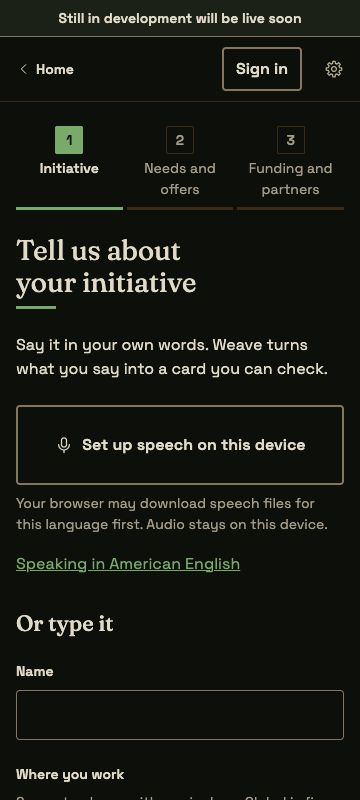 Still in development will be live soon
Home
Sign in
1
Initiative
2
Needs and
offers
3
Funding and
partners
Tell us about
your initiative
Say it in your own words. Weave turns
what you say into a card you can check.
Set up speech on this device
Your browser may download speech files for
this language first. Audio stays on this device.
Speaking in American English
Or type it
Name
Where you work